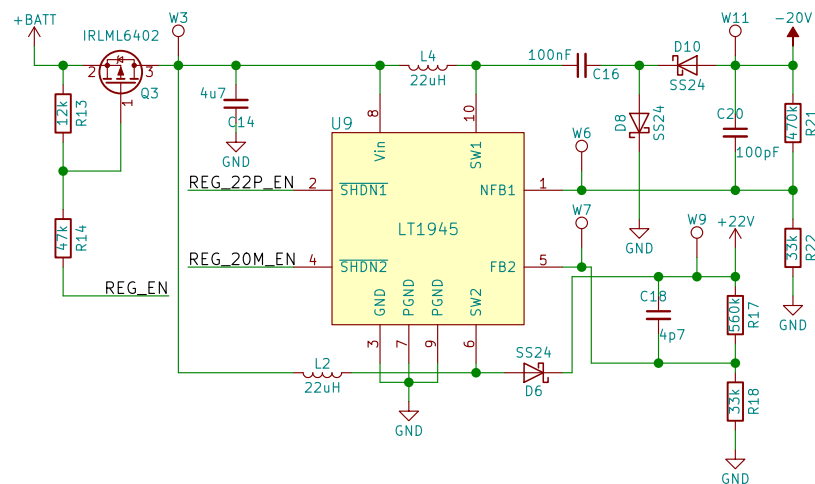 +BATT
IRLML6402
W3
2
3
Q3
1
12k
R13
47k
R14
REG_EN
4u7
C14
GND
L4
22uH
100nF
C16
D10
SS24
W11
-20V
D8
SS24
GND
C20
100pF
470k
R21
33k
R22
GND
U9
8
Vin
10
SW1
REG_22P_EN
2
SHDN1
NFB1
1
W6
LT1945
REG_20M_EN
4
SHDN2
FB2
5
W7
GND
PGND
PGND
SW2
3
7
9
6
GND
L2
22uH
SS24
D6
W9
+22V
C18
4p7
560k
R17
33k
R18
GND